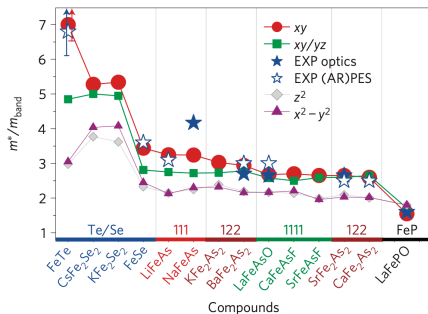 7
6
5
4
3
2
1
m*/m_band
xy
xy/yz
EXP optics
EXP (AR)PES
z²
x²−y²
Te/Se
111
122
1111
122
FeP
FeTe
CsFe₂Se₂
KFe₂Se₂
FeSe
LiFeAs
NaFeAs
KFe₂As₂
BaFe₂As₂
LaFeAsO
CaFeAsF
SrFeAsF
SrFe₂As₂
CaFe₂As₂
LaFePO
Compounds